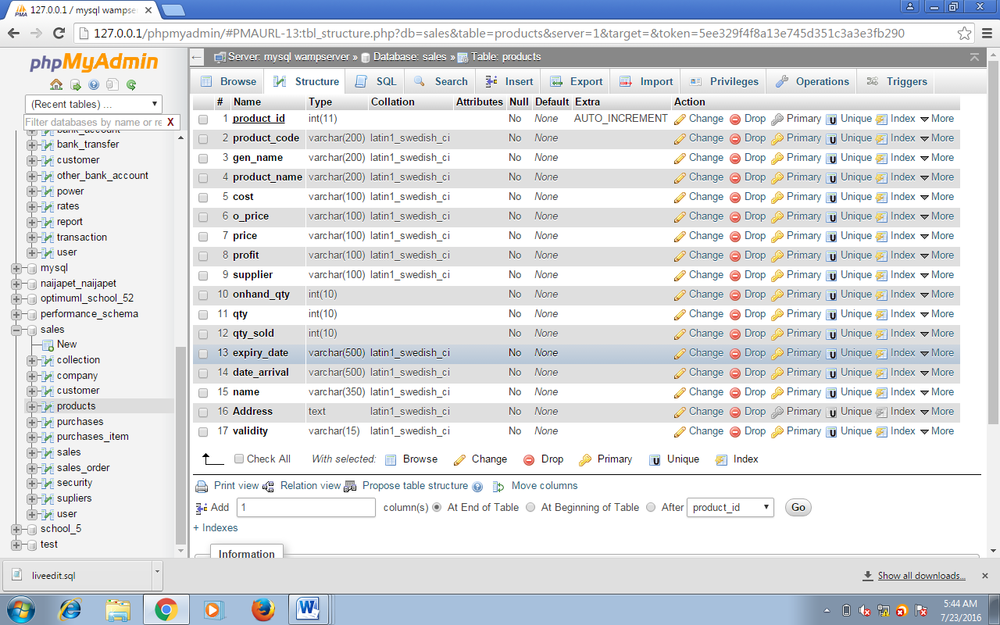 127.0.0.1 / mysql wampse
127.0.0.1/phpmyadmin/#PMAURL-13:tbl_structure.php?db=sales&table=products&server=1&target=&token=5ee329f4f8a13e745d351c3a3e3fb290
phpMyAdmin
(Recent tables) ...
Filter databases by name or re X
bank_account
bank_transfer
customer
other_bank_account
power
rates
report
transaction
user
mysql
naijapet_naijapet
optimuml_school_52
performance_schema
sales
New
collection
company
customer
products
purchases
purchases_item
sales
sales_order
security
supliers
user
school_5
test
Server: mysql wampserver » Database: sales » Table: products
Browse Structure SQL Search Insert Export Import Privileges Operations Triggers
# Name Type Collation Attributes Null Default Extra Action
1 product_id int(11) No None AUTO_INCREMENT Change Drop Primary Unique Index More
2 product_code varchar(200) latin1_swedish_ci No None Change Drop Primary Unique Index More
3 gen_name varchar(200) latin1_swedish_ci No None Change Drop Primary Unique Index More
4 product_name varchar(200) latin1_swedish_ci No None Change Drop Primary Unique Index More
5 cost varchar(100) latin1_swedish_ci No None Change Drop Primary Unique Index More
6 o_price varchar(100) latin1_swedish_ci No None Change Drop Primary Unique Index More
7 price varchar(100) latin1_swedish_ci No None Change Drop Primary Unique Index More
8 profit varchar(100) latin1_swedish_ci No None Change Drop Primary Unique Index More
9 supplier varchar(100) latin1_swedish_ci No None Change Drop Primary Unique Index More
10 onhand_qty int(10) No None Change Drop Primary Unique Index More
11 qty int(10) No None Change Drop Primary Unique Index More
12 qty_sold int(10) No None Change Drop Primary Unique Index More
13 expiry_date varchar(500) latin1_swedish_ci No None Change Drop Primary Unique Index More
14 date_arrival varchar(500) latin1_swedish_ci No None Change Drop Primary Unique Index More
15 name varchar(350) latin1_swedish_ci No None Change Drop Primary Unique Index More
16 Address text latin1_swedish_ci No None Change Drop Primary Unique Index More
17 validity varchar(15) latin1_swedish_ci No None Change Drop Primary Unique Index More
Check All With selected: Browse Change Drop Primary Unique Index
Print view Relation view Propose table structure Move columns
Add 1 column(s) At End of Table At Beginning of Table After product_id Go
+ Indexes
Information
liveedit.sql
Show all downloads...
5:44 AM
7/23/2016